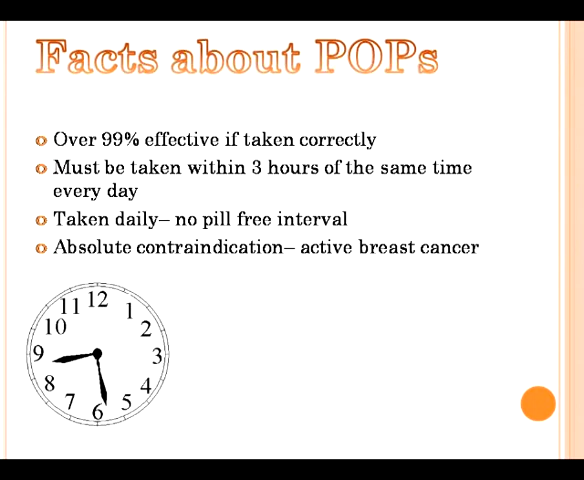 Facts about POPs
Over 99% effective if taken correctly
Must be taken within 3 hours of the same time
every day
Taken daily– no pill free interval
Absolute contraindication– active breast cancer
12
11
1
10
2
9
3
8
4
7
5
6